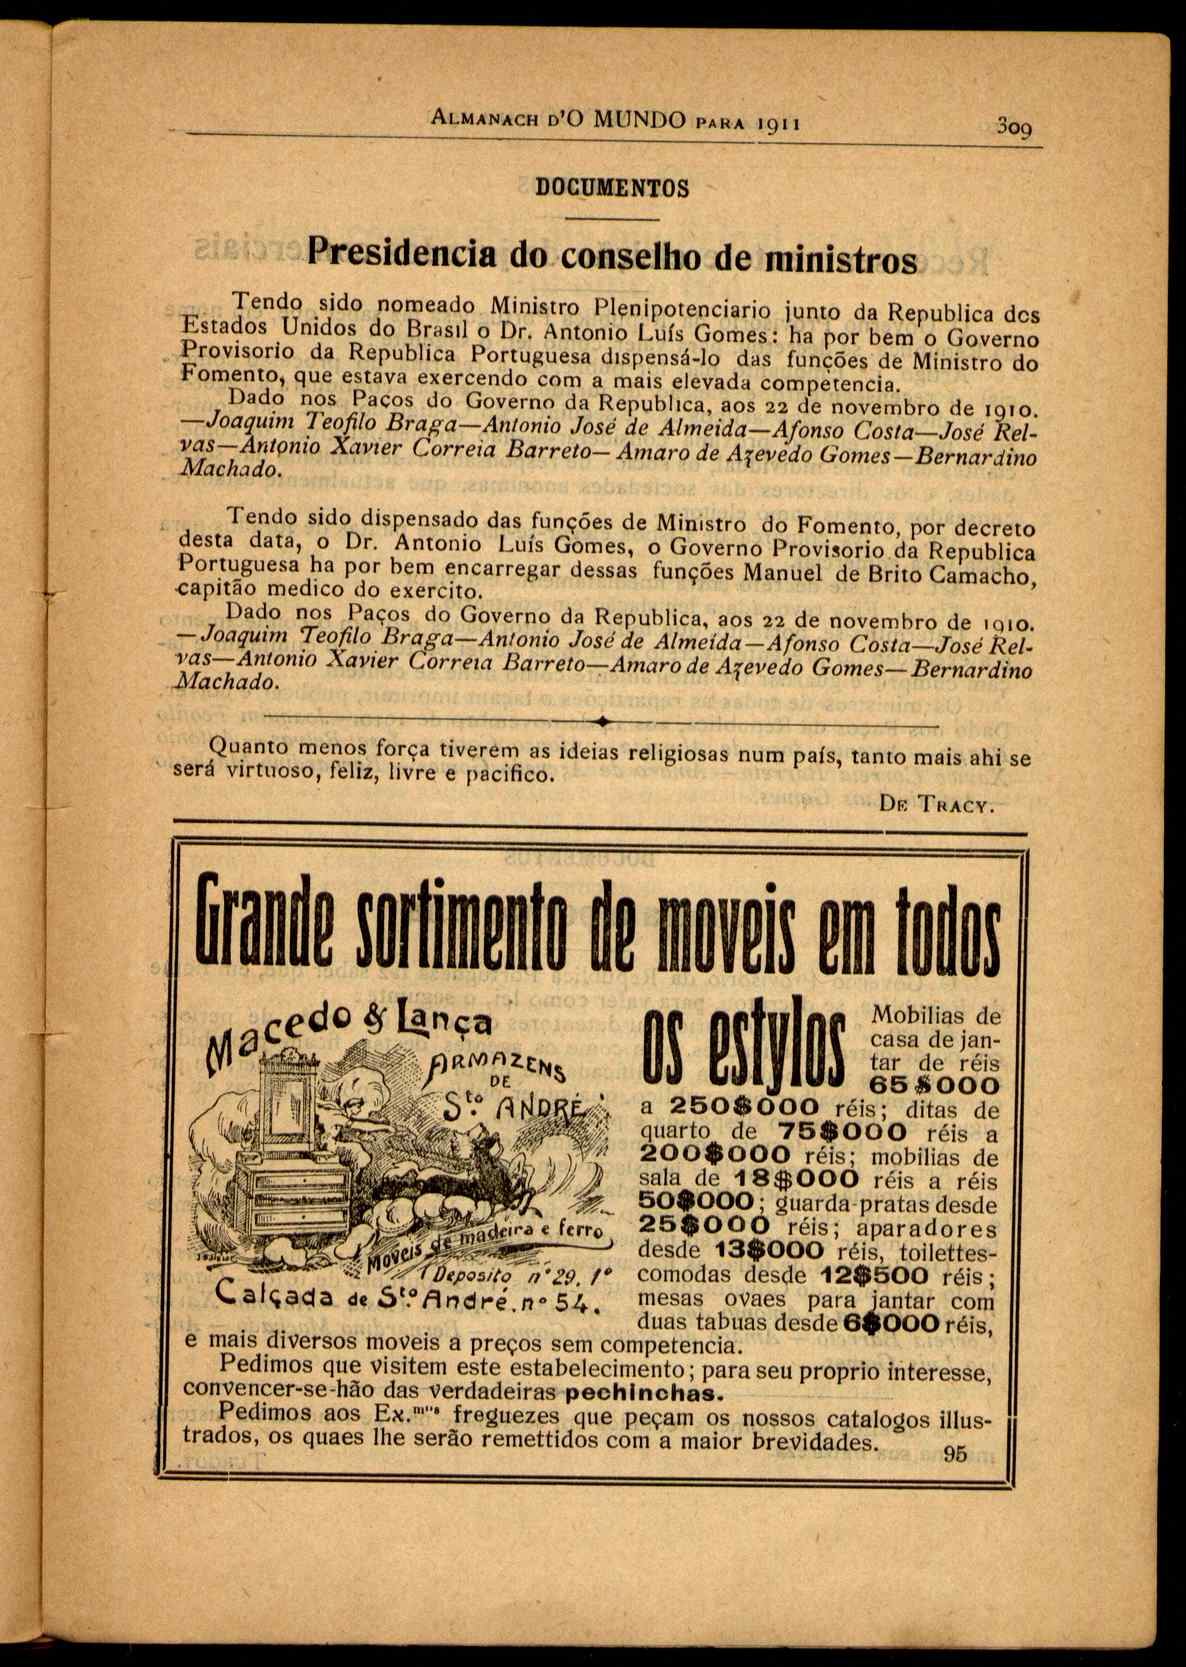 ALMANACH D'O MUNDO PARA 1911
309
DOCUMENTOS
Presidencia do conselho de ministros
Tendo sido nomeado Ministro Plenipotenciario junto da Republica dos
Estados Unidos do Brasil o Dr. Antonio Luís Gomes: ha por bem o Governo
Provisorio da Republica Portuguesa dispensá-lo das funções de Ministro do
Fomento, que estava exercendo com a mais elevada competencia.
Dado nos Paços do Governo da Republica, aos 22 de novembro de 1910.
—Joaquim Teofilo Braga—Antonio José de Almeida—Afonso Costa—José Rel-
vas—Antonio Xavier Correia Barreto—Amaro de Azevedo Gomes—Bernardino
Machado.
Tendo sido dispensado das funções de Ministro do Fomento, por decreto
desta data, o Dr. Antonio Luís Gomes, o Governo Provisorio da Republica
Portuguesa ha por bem encarregar dessas funções Manuel de Brito Camacho,
capitão medico do exercito.
Dado nos Paços do Governo da Republica, aos 22 de novembro de 1910.
—Joaquim Teofilo Braga—Antonio José de Almeida—Afonso Costa—José Rel-
vas—Antonio Xavier Correia Barreto—Amaro de Azevedo Gomes—Bernardino
Machado.
Quanto menos força tiverem as ideias religiosas num país, tanto mais ahi se
será virtuoso, feliz, livre e pacifico.
DE TRACY.
Grande sortimento de moveis em todos
os estylos
Macedo & Lança
ARMAZENS
DE
Sto. ANDRÉ
Moveis de madeira e ferro
Deposito nº 29, 1º
Calçada de Sto. André, nº 54.
Mobilias de
casa de jan-
tar de réis
65$000
a 250$000 réis; ditas de
quarto de 75$000 réis a
200$000 réis; mobilias de
sala de 18$000 réis a réis
50$000; guarda-pratas desde
25$000 réis; aparadores
desde 13$000 réis, toilettes-
comodas desde 12$500 réis;
mesas ovaes para jantar com
duas tabuas desde 6$000 réis,
e mais diversos moveis a preços sem competencia.
Pedimos que visitem este estabelecimento; para seu proprio interesse,
convencer-se-hão das verdadeiras pechinchas.
Pedimos aos Ex.mos freguezes que peçam os nossos catalogos illus-
trados, os quaes lhe serão remettidos com a maior brevidades.
95